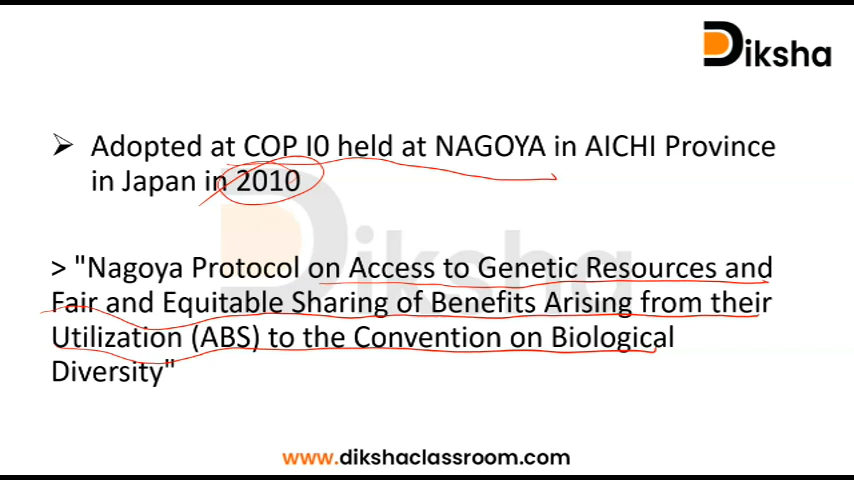 Diksha
➢ Adopted at COP I0 held at NAGOYA in AICHI Province
in Japan in 2010
> "Nagoya Protocol on Access to Genetic Resources and
Fair and Equitable Sharing of Benefits Arising from their
Utilization (ABS) to the Convention on Biological
Diversity"
Diksha
www.dikshaclassroom.com